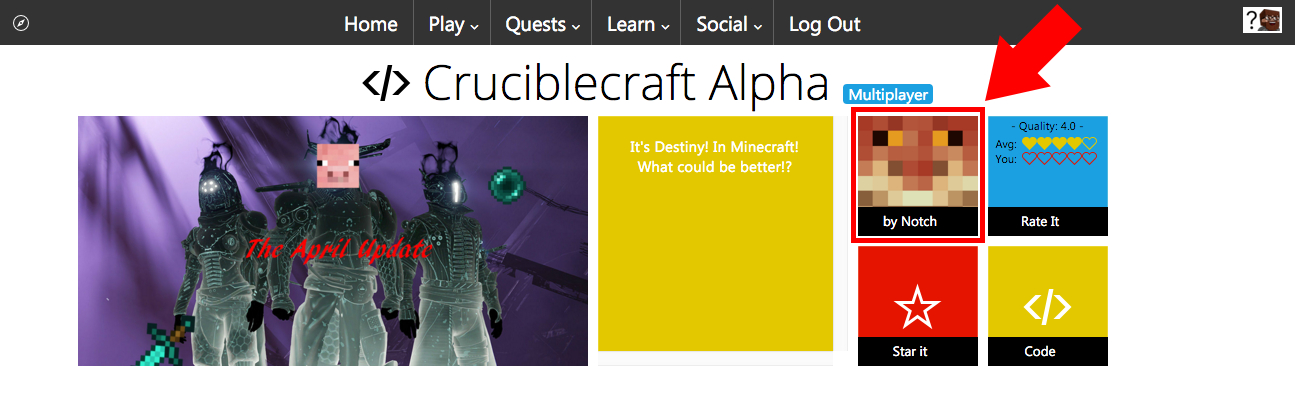 Home Play Quests Learn Social Log Out
?
</> Cruciblecraft Alpha Multiplayer
The April Update
It's Destiny! In Minecraft!
What could be better!?
by Notch
- Quality: 4.0 -
Avg:
You:
Rate It
Star it
</>
Code